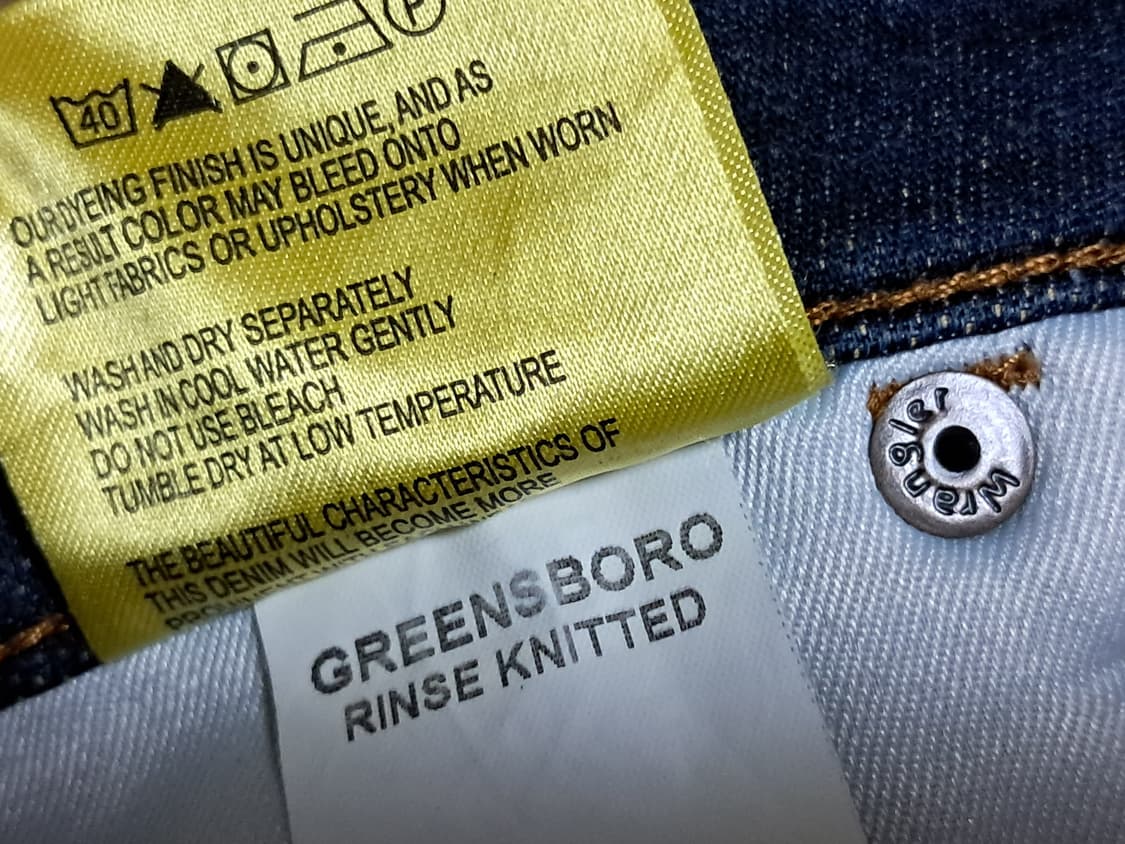 40
P
OUR DYEING FINISH IS UNIQUE, AND AS
A RESULT COLOR MAY BLEED ONTO
LIGHT FABRICS OR UPHOLSTERY WHEN WORN
WASH AND DRY SEPARATELY
WASH IN COOL WATER GENTLY
DO NOT USE BLEACH
TUMBLE DRY AT LOW TEMPERATURE
THE BEAUTIFUL CHARACTERISTICS OF
THIS DENIM WILL BECOME MORE
GREENSBORO
RINSE KNITTED
Wrangler